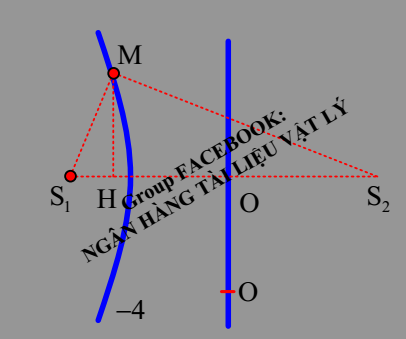 M
Group FACEBOOK:
NGÂN HÀNG TÀI LIỆU VẬT LÝ
S₁
H
O
S₂
O
−4